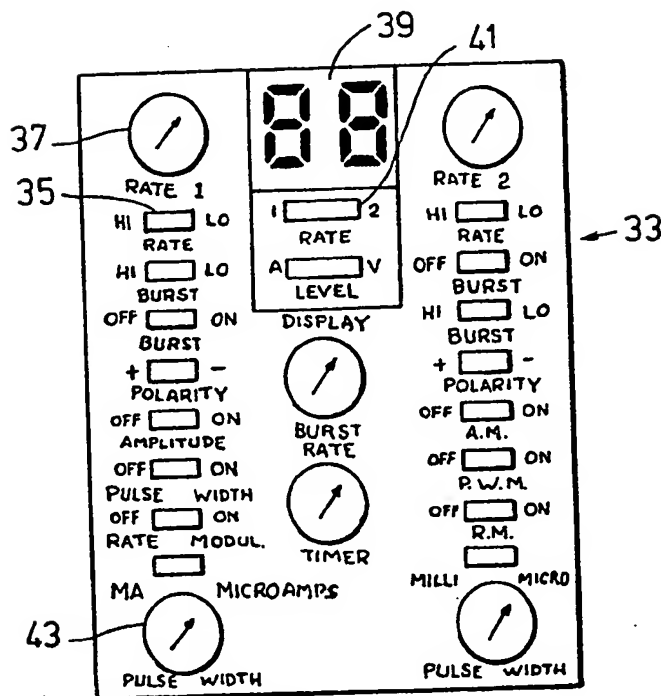 39
41
88
37
RATE 1
35
HI LO
RATE
HI LO
BURST
OFF ON
BURST
+ -
POLARITY
OFF ON
AMPLITUDE
OFF ON
PULSE WIDTH
OFF ON
RATE MODUL.
MA MICROAMPS
43
PULSE WIDTH
1 2
RATE
A V
LEVEL
DISPLAY
BURST
RATE
TIMER
RATE 2
HI LO
RATE
33
OFF ON
BURST
HI LO
BURST
+ -
POLARITY
OFF ON
A.M.
OFF ON
P.W.M.
OFF ON
R.M.
MILLI MICRO
PULSE WIDTH